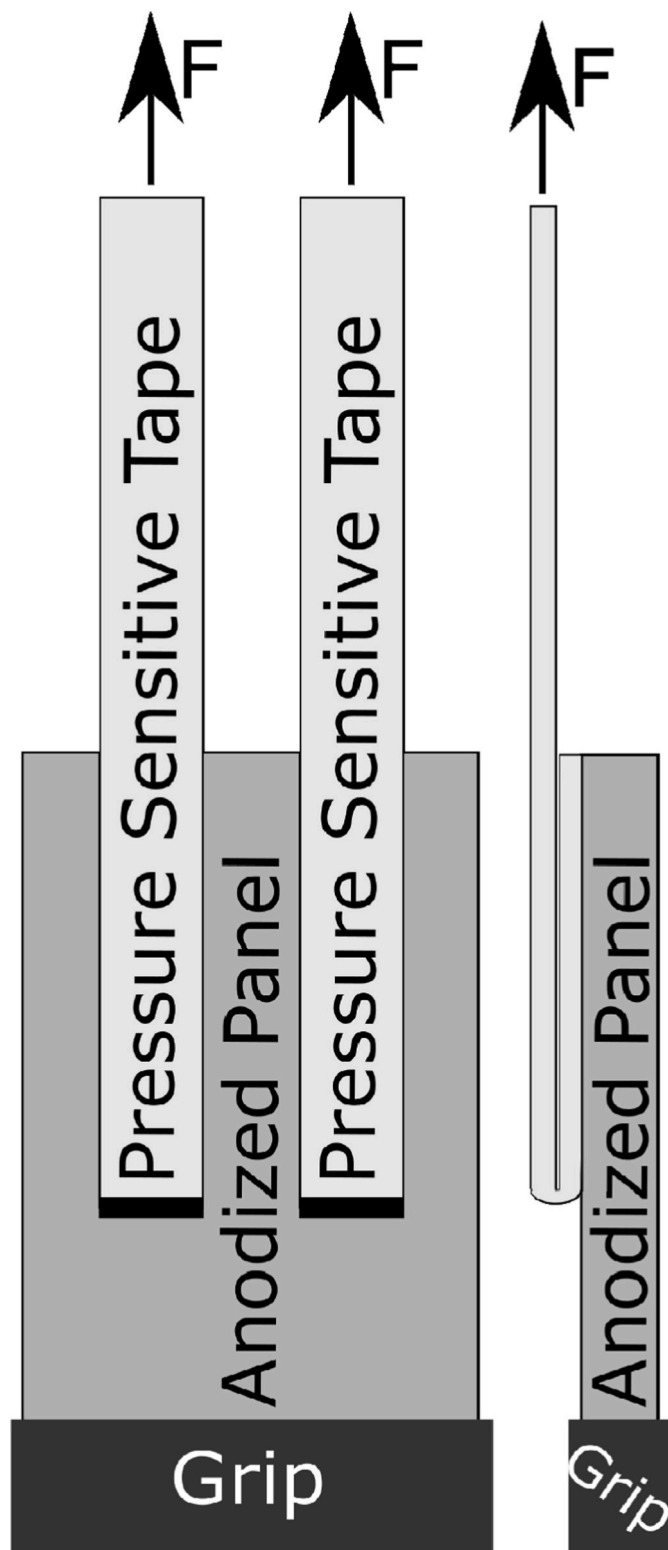 F
F
F
Pressure Sensitive Tape
Anodized Panel
Pressure Sensitive Tape
Anodized Panel
Grip
Grip